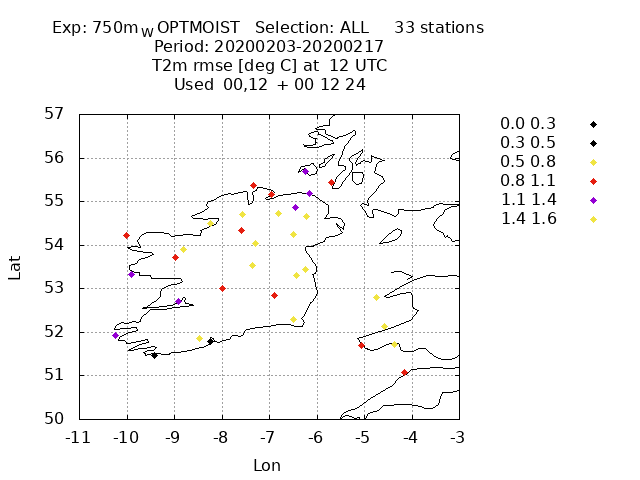 Exp: 750mW OPTMOIST Selection: ALL 33 stations
Period: 20200203-20200217
T2m rmse [deg C] at 12 UTC
Used 00,12 + 00 12 24
57
56
55
54
53
52
51
50
Lat
-11 -10 -9 -8 -7 -6 -5 -4 -3
Lon
0.0 0.3
0.3 0.5
0.5 0.8
0.8 1.1
1.1 1.4
1.4 1.6